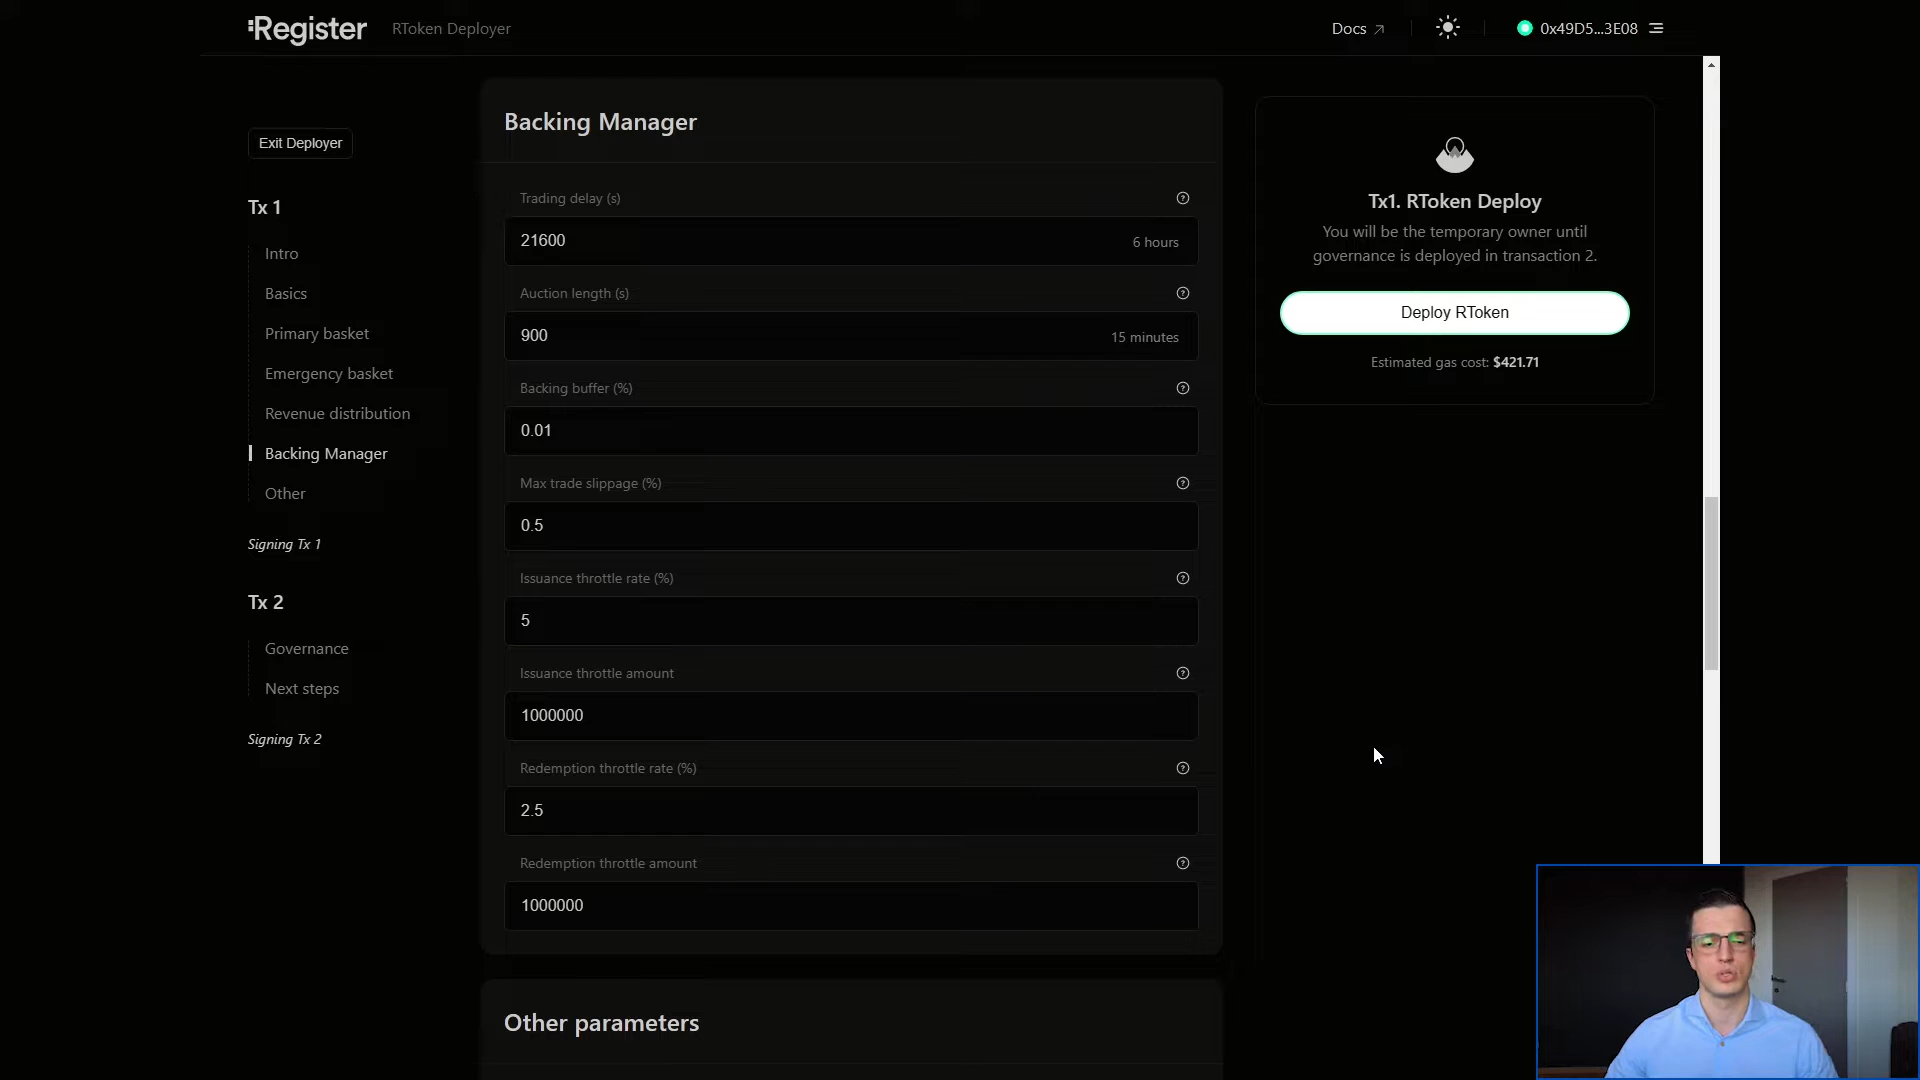 Register
RToken Deployer
Docs
0x49D5...3E08
Exit Deployer
Tx 1
Intro
Basics
Primary basket
Emergency basket
Revenue distribution
Backing Manager
Other
Signing Tx 1
Tx 2
Governance
Next steps
Signing Tx 2
Backing Manager
Trading delay (s)
21600
6 hours
Auction length (s)
900
15 minutes
Backing buffer (%)
0.01
Max trade slippage (%)
0.5
Issuance throttle rate (%)
5
Issuance throttle amount
1000000
Redemption throttle rate (%)
2.5
Redemption throttle amount
1000000
Other parameters
Tx1. RToken Deploy
You will be the temporary owner until
governance is deployed in transaction 2.
Deploy RToken
Estimated gas cost: $421.71